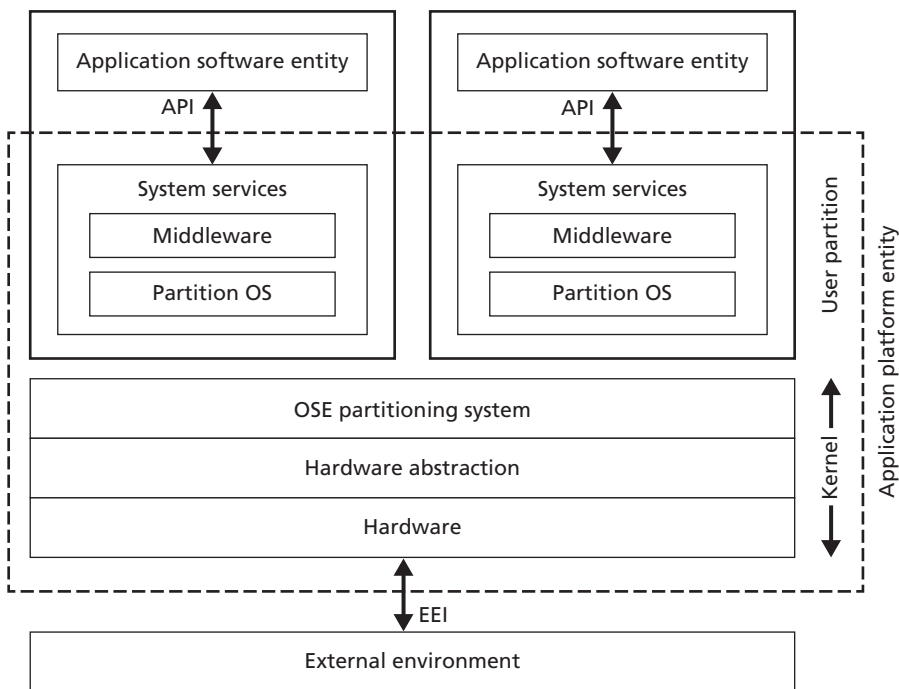 Application software entity
Application software entity
API
API
System services
System services
Middleware
Middleware
Partition OS
Partition OS
User partition
Application platform entity
OSE partitioning system
Hardware abstraction
Kernel
Hardware
EEI
External environment